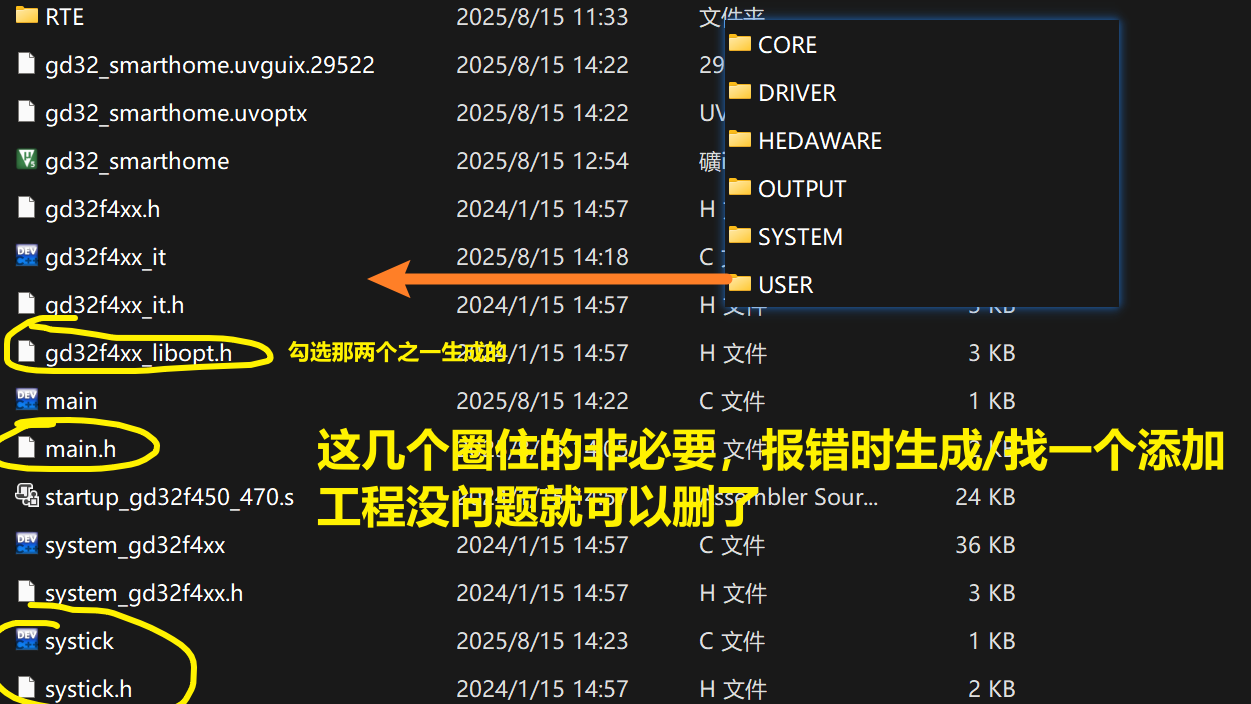 RTE 2025/8/15 11:33 文件夹
CORE
gd32_smarthome.uvguix.29522 2025/8/15 14:22 29
DRIVER
gd32_smarthome.uvoptx 2025/8/15 14:22 UV
HEDAWARE
gd32_smarthome 2025/8/15 12:54
OUTPUT
gd32f4xx.h 2024/1/15 14:57 H
SYSTEM
gd32f4xx_it 2025/8/15 14:18 C
USER
gd32f4xx_it.h 2024/1/15 14:57 H 文件 3 KB
gd32f4xx_libopt.h 2024/1/15 14:57 H 文件 3 KB
勾选那两个之一生成的
main 2025/8/15 14:22 C 文件 1 KB
main.h 文件 KB
这几个圈位的非必要，报错时生成/找一个添加
工程没问题就可以删了
startup_gd32f450_470.s 2024/1/15 14:57 Assembler Sour... 24 KB
system_gd32f4xx 2024/1/15 14:57 C 文件 36 KB
system_gd32f4xx.h 2024/1/15 14:57 H 文件 3 KB
systick 2025/8/15 14:23 C 文件 1 KB
systick.h 2024/1/15 14:57 H 文件 2 KB